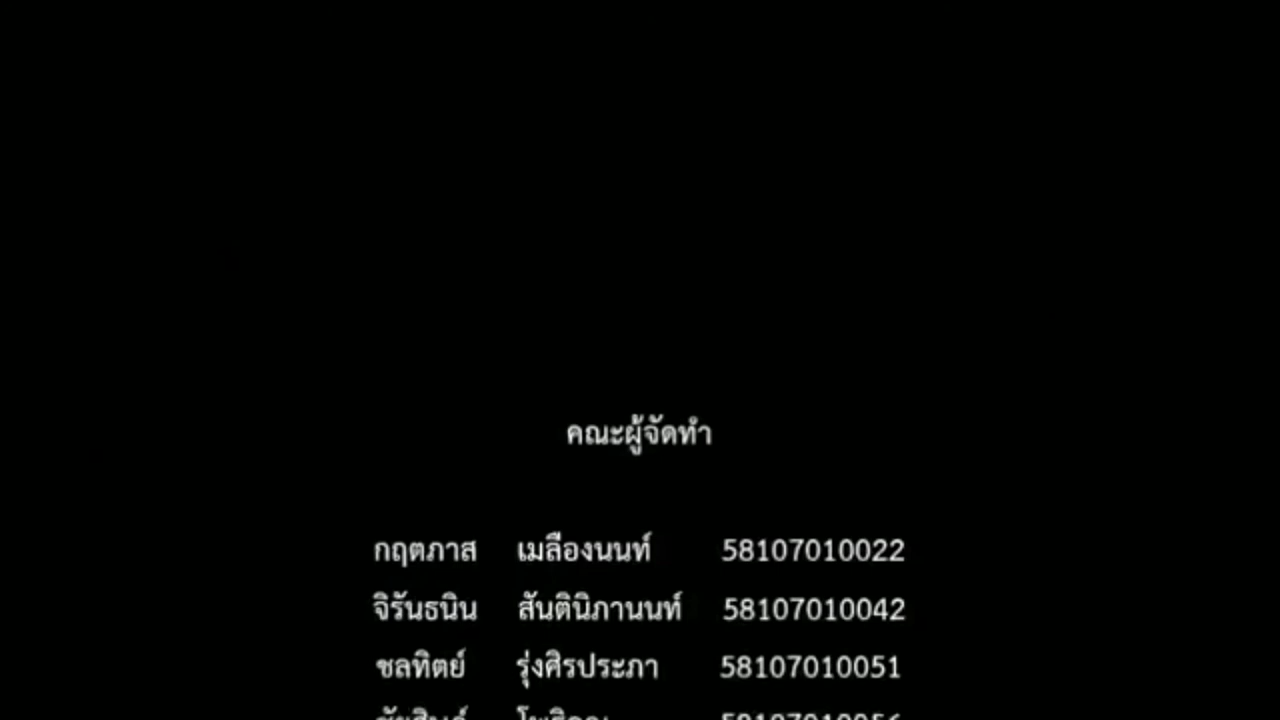 คณะผู้จัดทำ
กฤตภาส เมลืองนนท์ 58107010022
จิรันธนิน สันตินิภานนท์ 58107010042
ชลทิตย์ รุ่งศิรประภา 58107010051